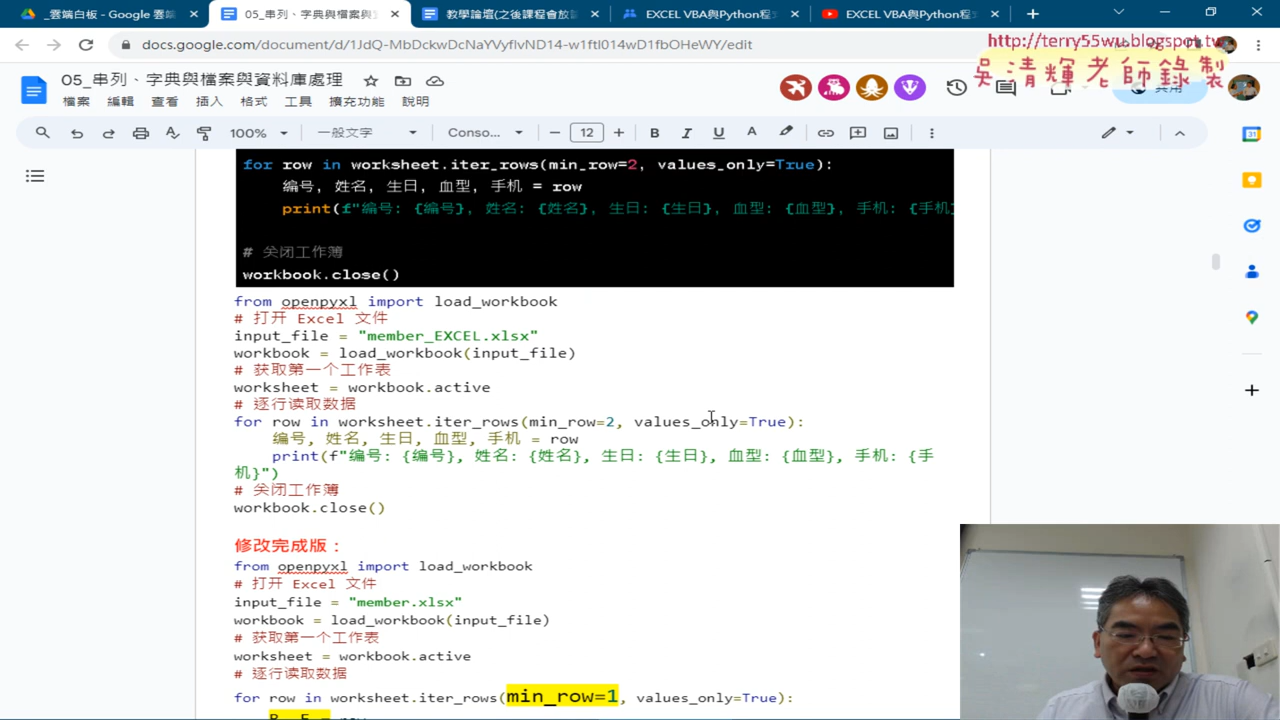 _雲端白板 - Google 雲端
05_串列、字典與檔案與資
教學論壇(之後課程會放
EXCEL VBA與Python程
EXCEL VBA與Python程
docs.google.com/document/d/1JdQ-MbDckwDcNaYVyflvND14-w1ftl014wD1fbOHeWY/edit
http://terry55wu.blogspot.tw
吳清輝老師錄製
05_串列、字典與檔案與資料庫處理
檔案 編輯 查看 插入 格式 工具 擴充功能 說明
共用
100% 一般文字 Conso... 12 B I U A
for row in worksheet.iter_rows(min_row=2, values_only=True):
编号, 姓名, 生日, 血型, 手机 = row
print(f"编号: {编号}, 姓名: {姓名}, 生日: {生日}, 血型: {血型}, 手机: {手机}
# 关闭工作簿
workbook.close()
from openpyxl import load_workbook
# 打开 Excel 文件
input_file = "member_EXCEL.xlsx"
workbook = load_workbook(input_file)
# 获取第一个工作表
worksheet = workbook.active
# 逐行读取数据
for row in worksheet.iter_rows(min_row=2, values_only=True):
编号, 姓名, 生日, 血型, 手机 = row
print(f"编号: {编号}, 姓名: {姓名}, 生日: {生日}, 血型: {血型}, 手机: {手
机}")
# 关闭工作簿
workbook.close()
修改完成版：
from openpyxl import load_workbook
# 打开 Excel 文件
input_file = "member.xlsx"
workbook = load_workbook(input_file)
# 获取第一个工作表
worksheet = workbook.active
# 逐行读取数据
for row in worksheet.iter_rows(min_row=1, values_only=True):